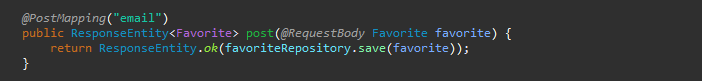 @PostMapping("email")
public ResponseEntity<Favorite> post(@RequestBody Favorite favorite) {
return ResponseEntity.ok(favoriteRepository.save(favorite));
}